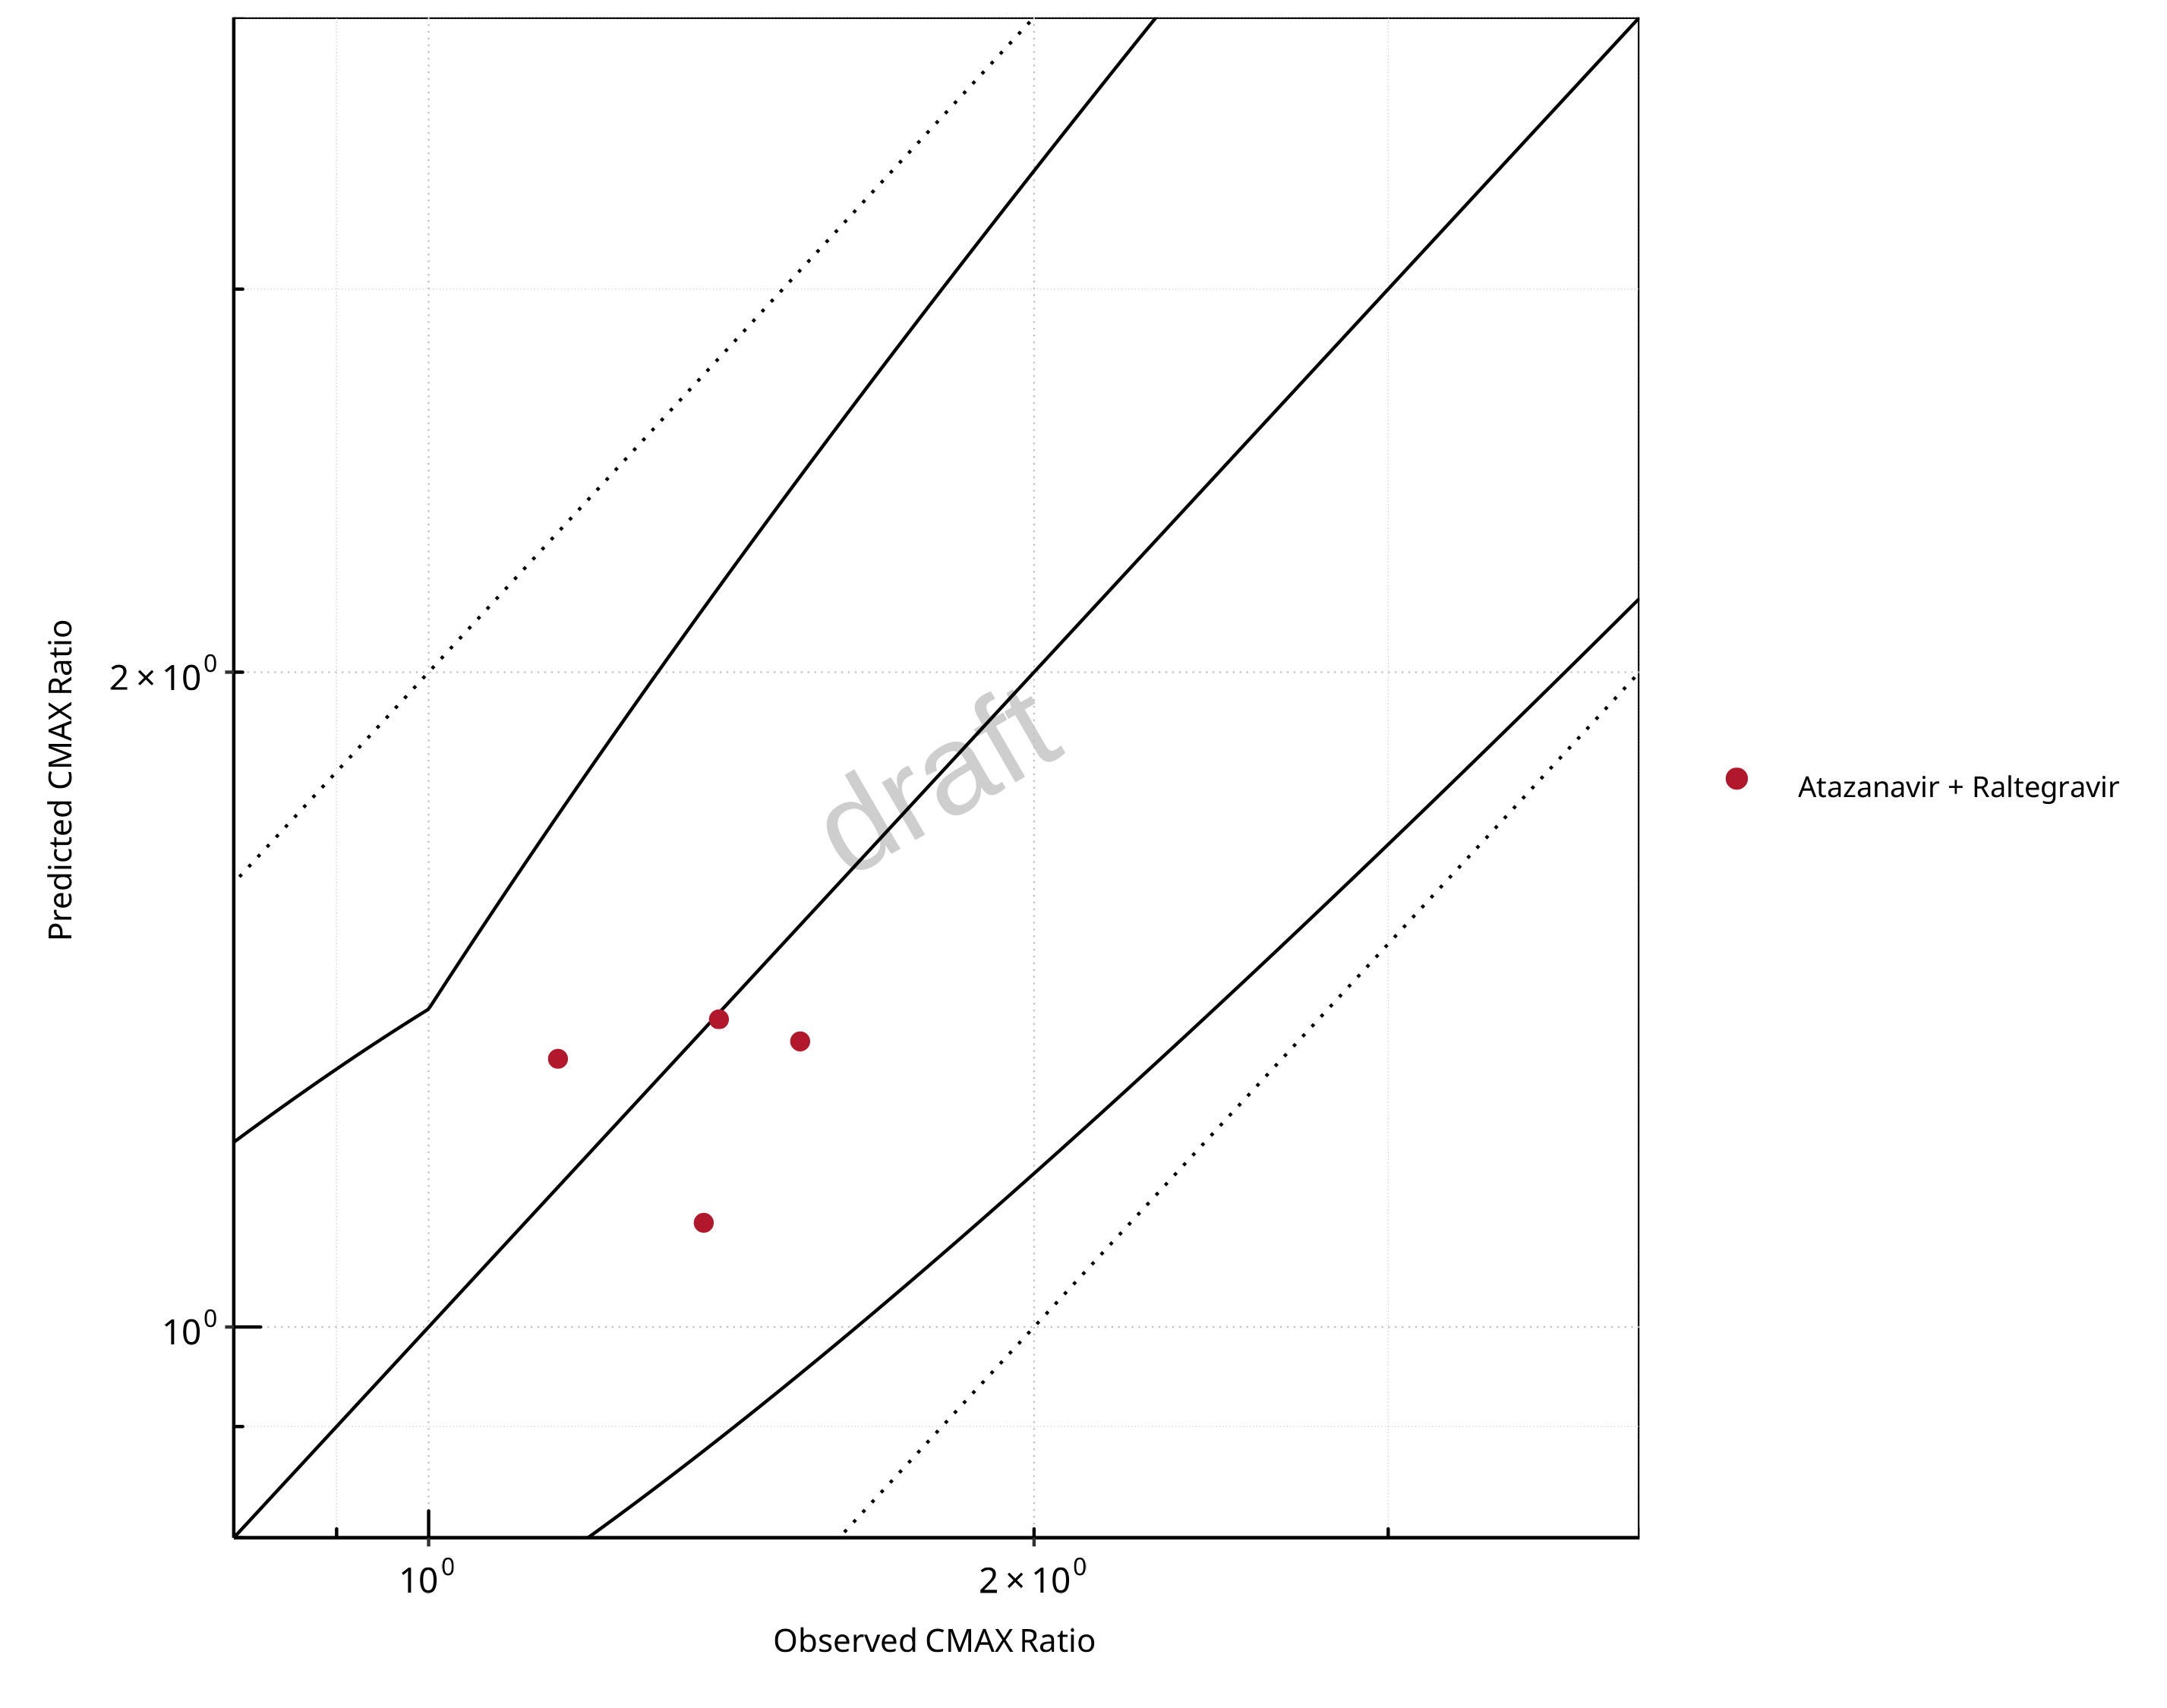 Predicted CMAX Ratio
2 × 10⁰
10⁰
draft
Atazanavir + Raltegravir
10⁰
2 × 10⁰
Observed CMAX Ratio